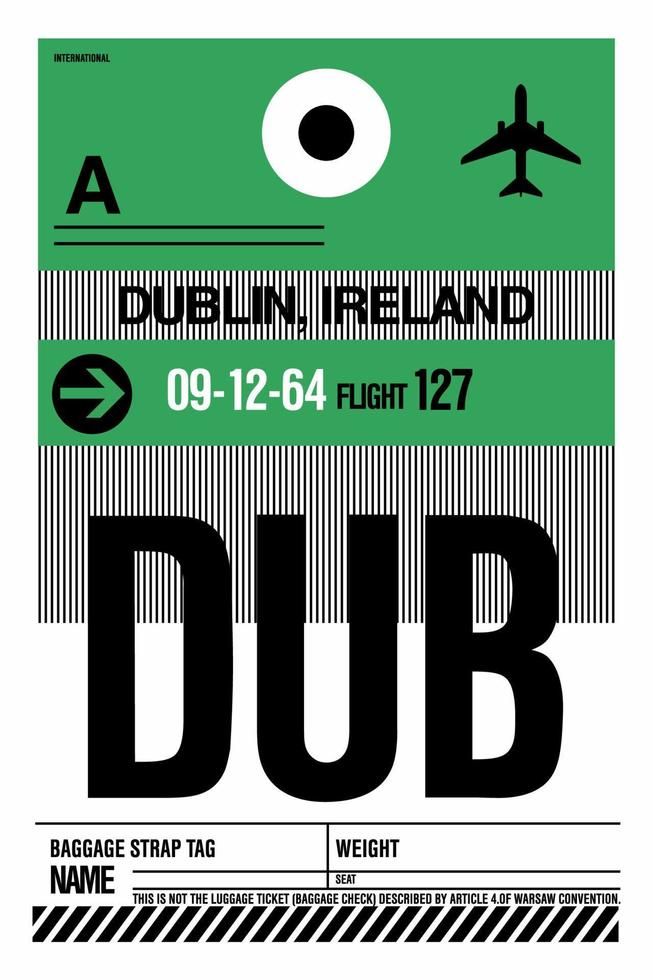 INTERNATIONAL
A
DUBLIN, IRELAND
09-12-64 FLIGHT 127
DUB
BAGGAGE STRAP TAG WEIGHT
NAME SEAT
THIS IS NOT THE LUGGAGE TICKET (BAGGAGE CHECK) DESCRIBED BY ARTICLE 4.OF WARSAW CONVENTION.